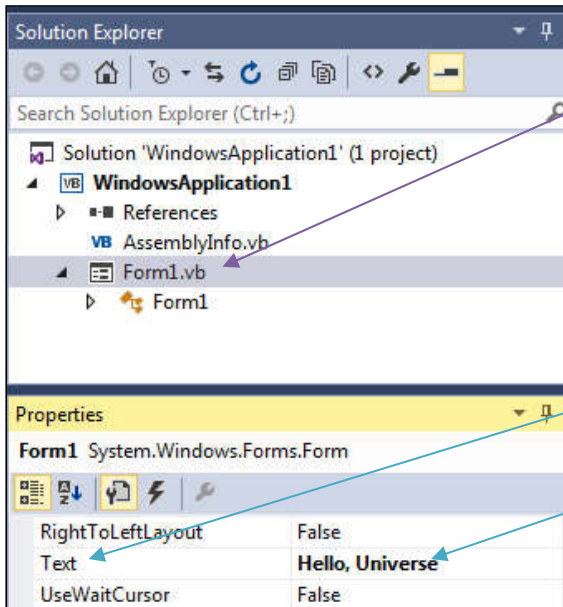 Solution Explorer
Search Solution Explorer (Ctrl+;)
Solution 'WindowsApplication1' (1 project)
VB WindowsApplication1
References
VB AssemblyInfo.vb
Form1.vb
Form1
Properties
Form1 System.Windows.Forms.Form
RightToLeftLayout False
Text Hello, Universe
UseWaitCursor False